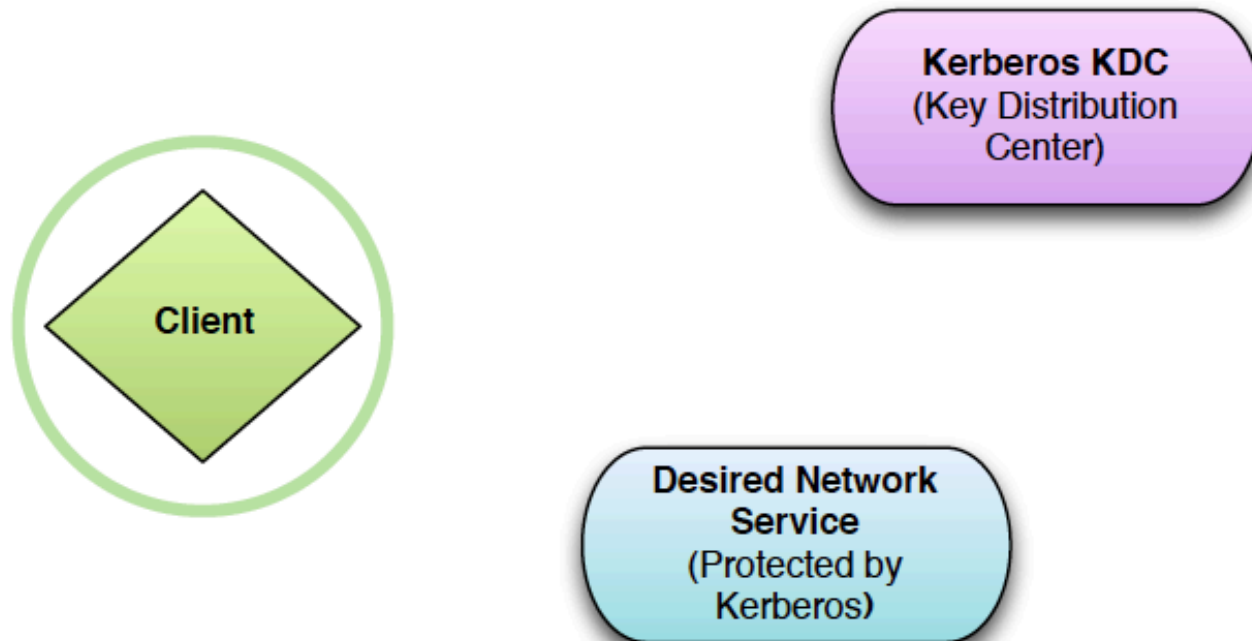 Kerberos KDC
(Key Distribution
Center)
Client
Desired Network
Service
(Protected by
Kerberos)